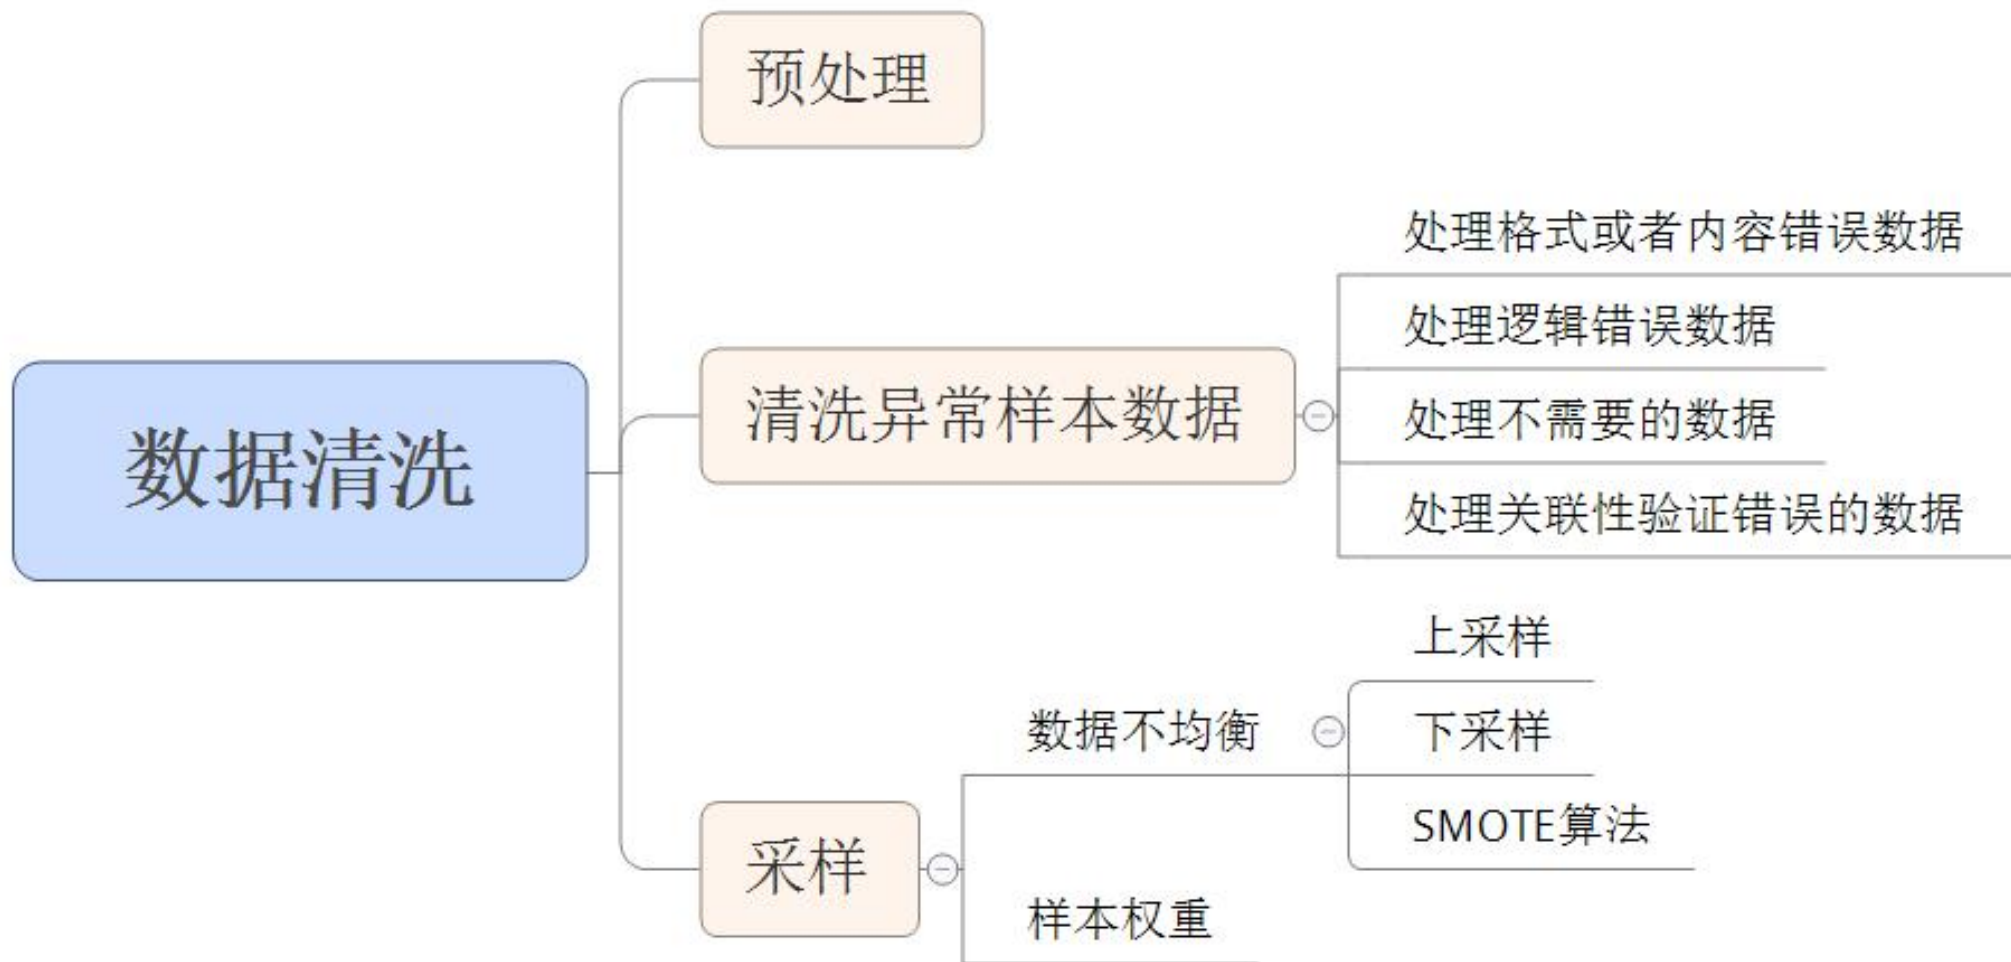 预处理
处理格式或者内容错误数据
处理逻辑错误数据
清洗异常样本数据
处理不需要的数据
数据清洗
处理关联性验证错误的数据
上采样
数据不均衡
下采样
SMOTE算法
采样
样本权重